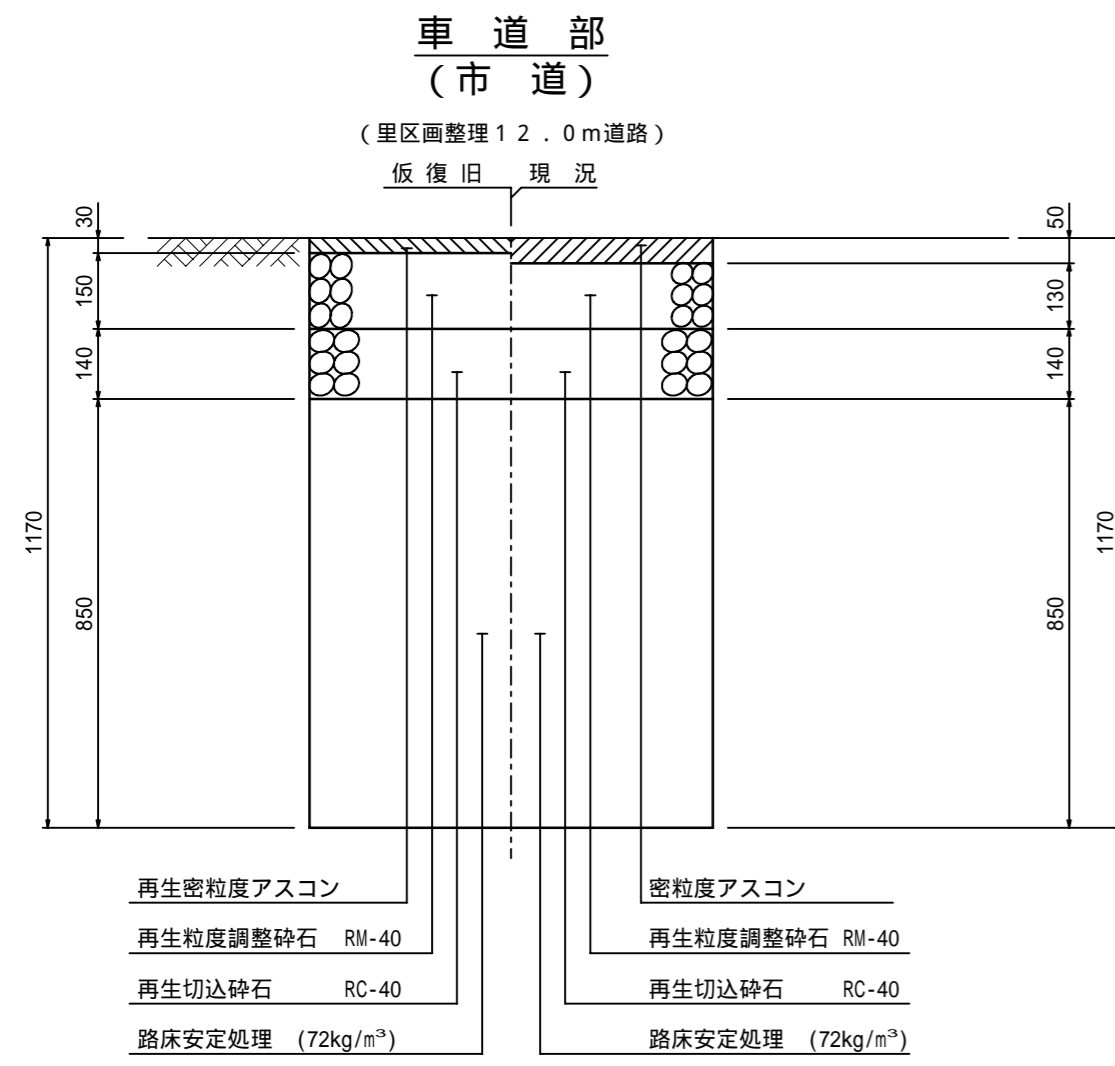 車 道 部
(市 道)
(里区画整理12.0m道路)
仮復旧 現 況
30
50
150
130
140
140
1170
1170
850
850
再生密粒度アスコン
密粒度アスコン
再生粒度調整砕石 RM-40
再生粒度調整砕石 RM-40
再生切込砕石 RC-40
再生切込砕石 RC-40
路床安定処理 (72kg/m³)
路床安定処理 (72kg/m³)